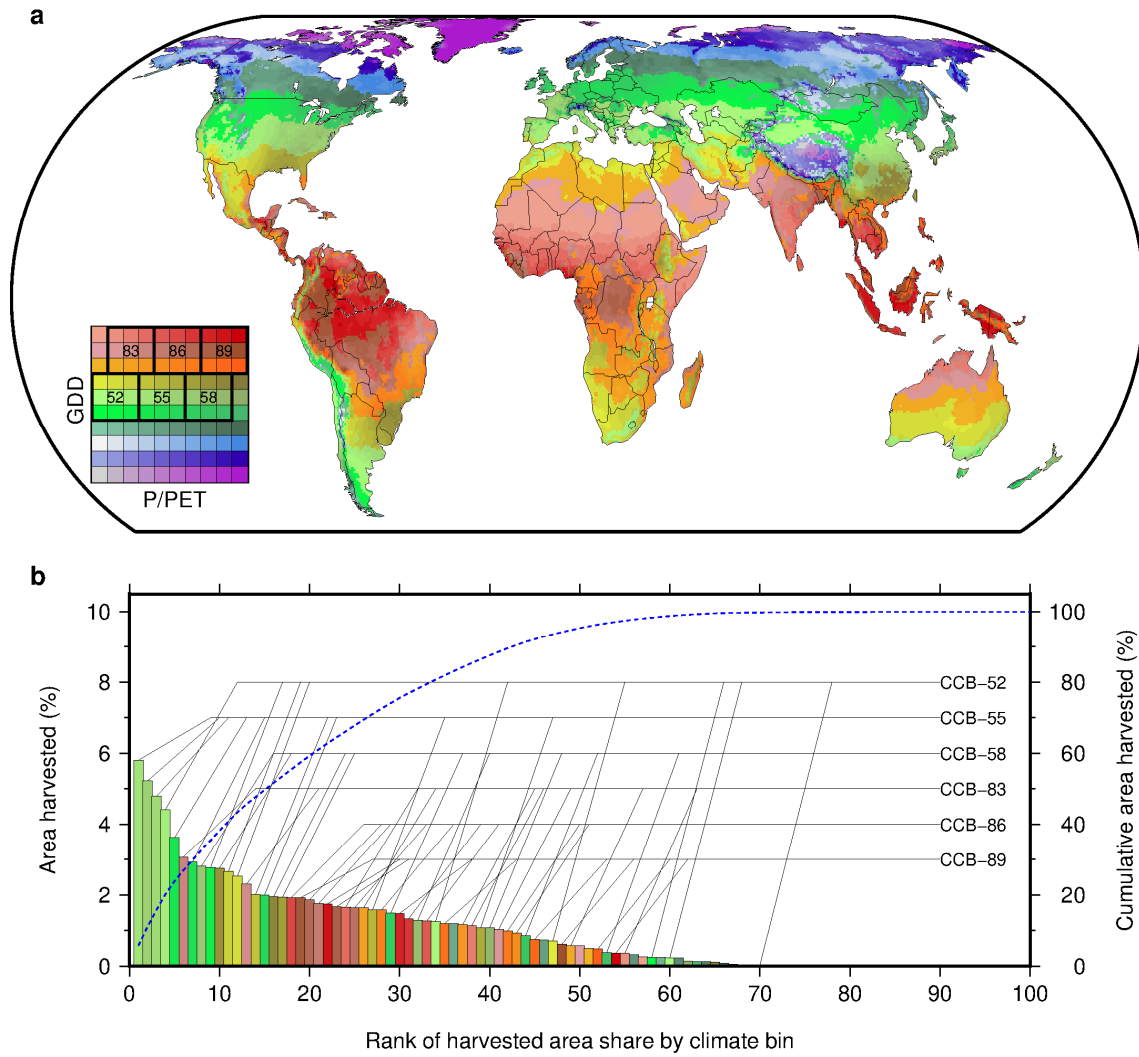 a
83 86 89
52 55 58
GDD
P/PET
b
10
8
6
4
2
0
Area harvested (%)
100
80
60
40
20
0
Cumulative area harvested (%)
CCB−52
CCB−55
CCB−58
CCB−83
CCB−86
CCB−89
0 10 20 30 40 50 60 70 80 90 100
Rank of harvested area share by climate bin